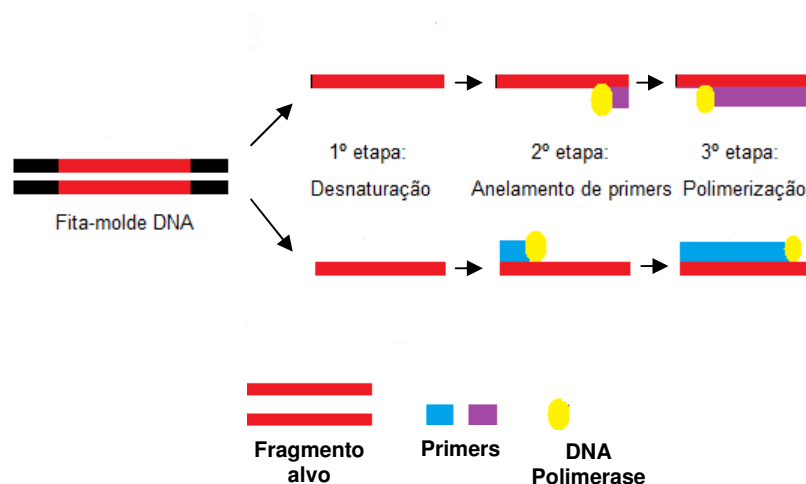 1º etapa:
Desnaturação
2º etapa:
Anelamento de primers
3º etapa:
Polimerização
Fita-molde DNA
Fragmento
alvo
Primers
DNA
Polimerase